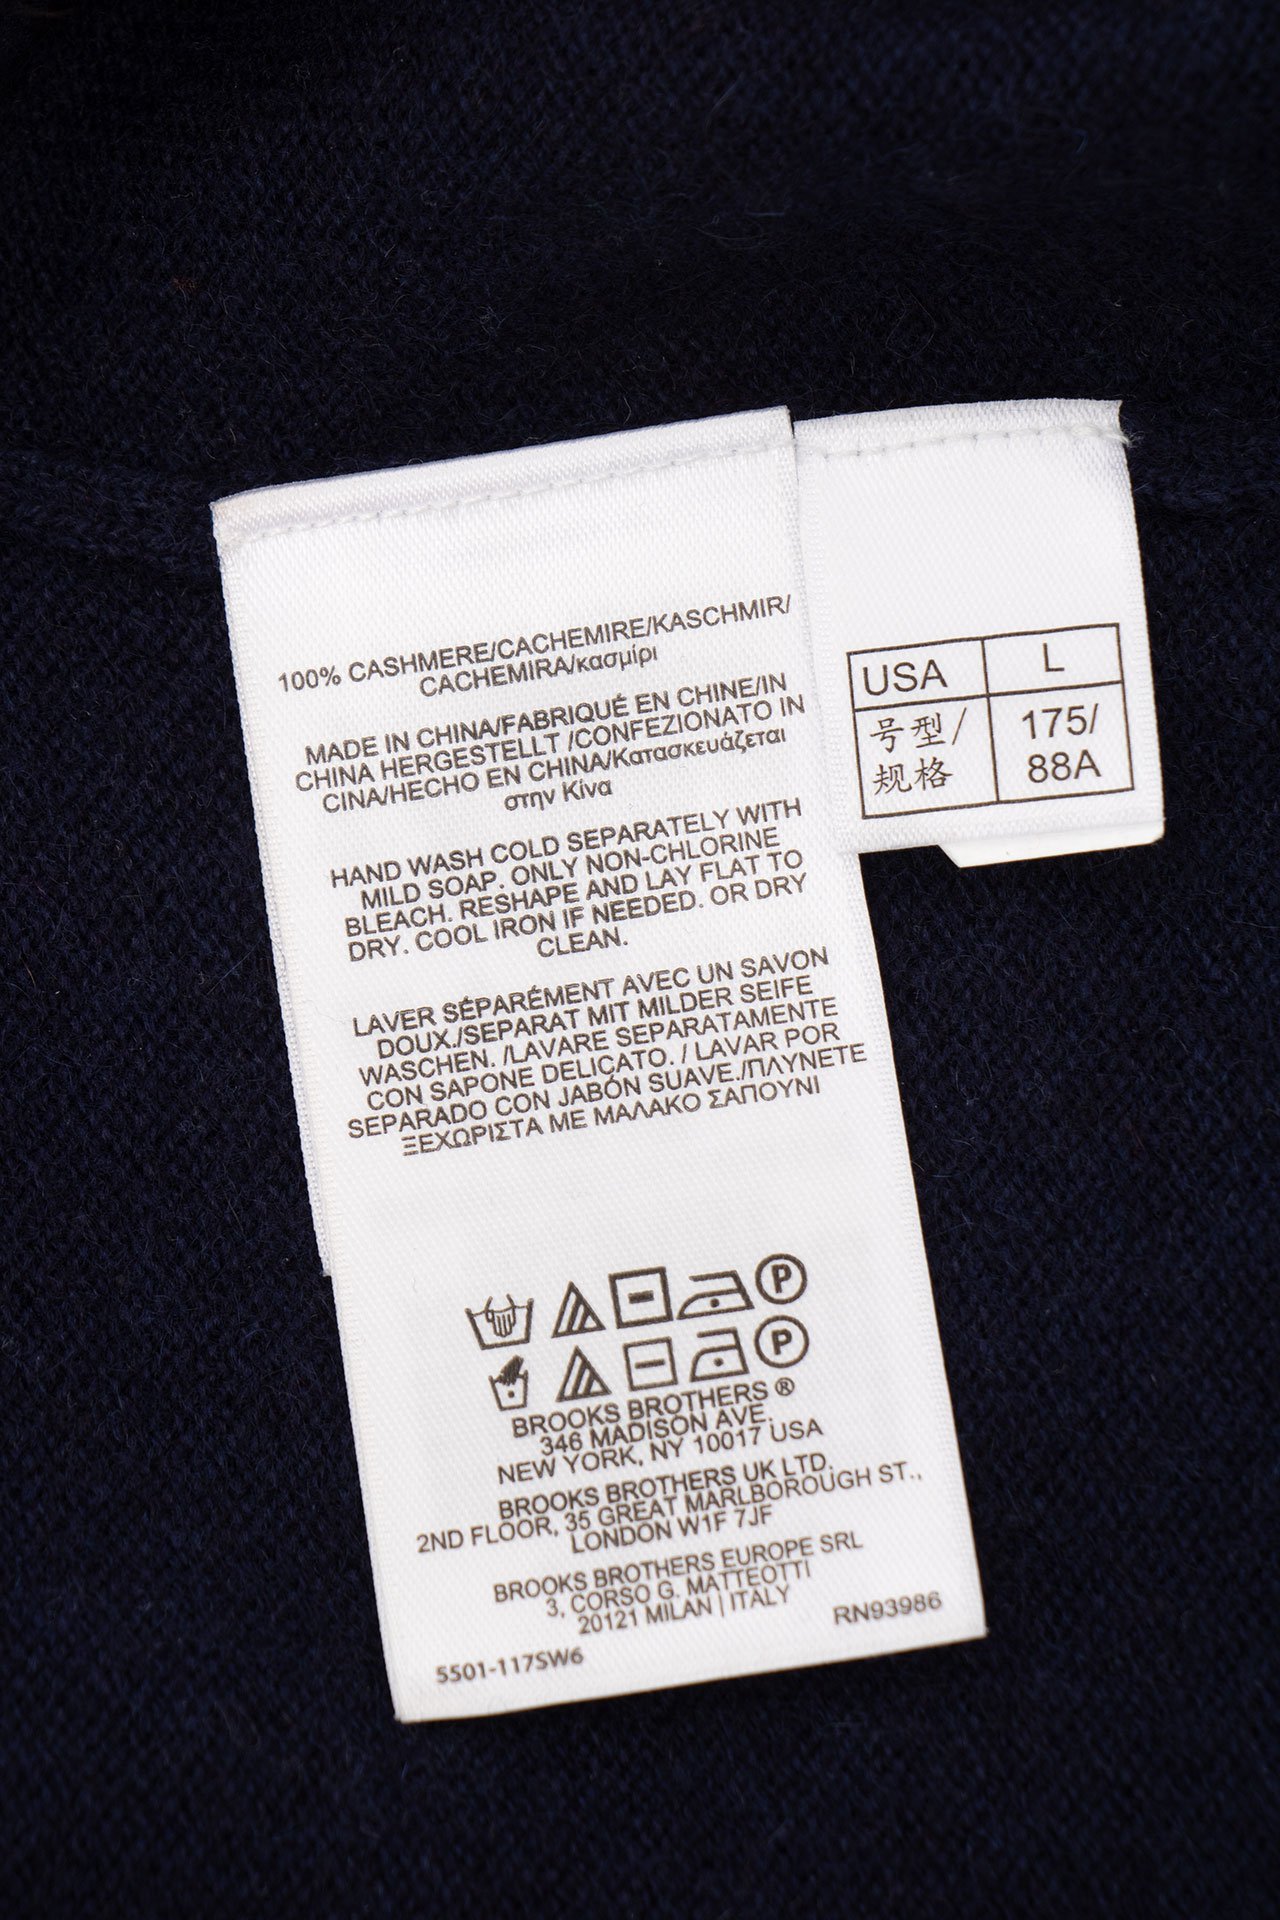 100% CASHMERE/CACHEMIRE/KASCHMIR/
CACHEMIRA/κασμίρι
MADE IN CHINA/FABRIQUÉ EN CHINE/IN
CHINA HERGESTELLT /CONFEZIONATO IN
CINA/HECHO EN CHINA/Κατασκευάζεται
στην Κίνα
HAND WASH COLD SEPARATELY WITH
MILD SOAP. ONLY NON-CHLORINE
BLEACH. RESHAPE AND LAY FLAT TO
DRY. COOL IRON IF NEEDED. OR DRY
CLEAN.
LAVER SÉPARÉMENT AVEC UN SAVON
DOUX./SEPARAT MIT MILDER SEIFE
WASCHEN. /LAVARE SEPARATAMENTE
CON SAPONE DELICATO. / LAVAR POR
SEPARADO CON JABÓN SUAVE./ΠΛΥΝΕΤΕ
ΞΕΧΩΡΙΣΤΑ ΜΕ ΜΑΛΑΚΟ ΣΑΠΟΥΝΙ
P
P
BROOKS BROTHERS ®
346 MADISON AVE.
NEW YORK, NY 10017 USA
BROOKS BROTHERS UK LTD.
2ND FLOOR, 35 GREAT MARLBOROUGH ST.,
LONDON W1F 7JF
BROOKS BROTHERS EUROPE SRL
3, CORSO G. MATTEOTTI
20121 MILAN | ITALY
RN93986
5501-117SW6
USA L
号型/ 175/
规格 88A